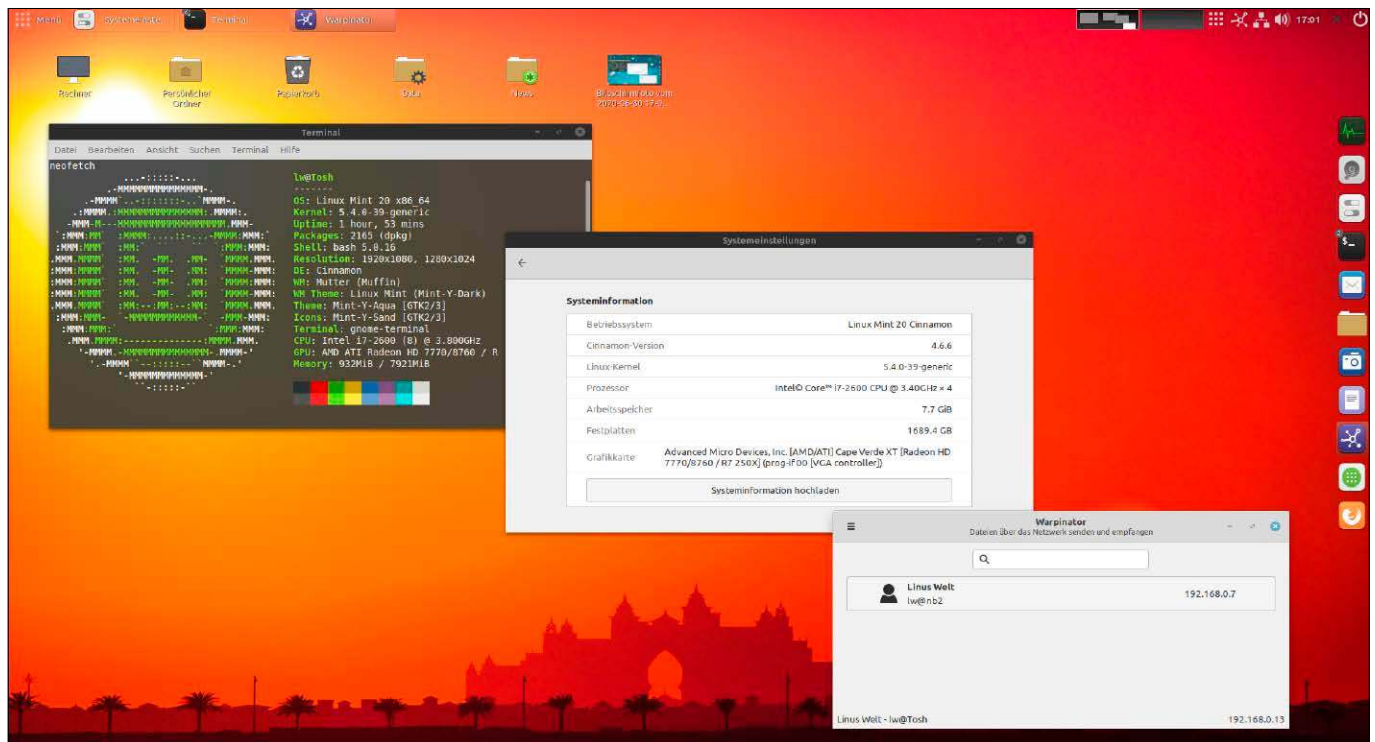 Menü
Systemeinste...
Terminal
Warpinator
17:01
Rechner
Persönlicher
Ordner
Papierkorb
Data
News
Bildschirmfoto vom
Terminal
Datei Bearbeiten Ansicht Suchen Terminal Hilfe
neofetch
lw@Tosh
-------
OS: Linux Mint 20 x86_64
Kernel: 5.4.0-39-generic
Uptime: 1 hour, 53 mins
Packages: 2165 (dpkg)
Shell: bash 5.0.16
Resolution: 1920x1080, 1280x1024
DE: Cinnamon
WM: Mutter (Muffin)
WM Theme: Linux Mint (Mint-Y-Dark)
Theme: Mint-Y-Aqua [GTK2/3]
Icons: Mint-Y-Sand [GTK2/3]
Terminal: gnome-terminal
CPU: Intel i7-2600 (8) @ 3.800GHz
GPU: AMD ATI Radeon HD 7770/8760 / R
Memory: 932MiB / 7921MiB
Systemeinstellungen
Systeminformation
Betriebssystem Linux Mint 20 Cinnamon
Cinnamon-Version 4.6.6
Linux-Kernel 5.4.0-39-generic
Prozessor Intel© Core™ i7-2600 CPU @ 3.40GHz × 4
Arbeitsspeicher 7.7 GiB
Festplatten 1689.4 GB
Grafikkarte Advanced Micro Devices, Inc. [AMD/ATI] Cape Verde XT [Radeon HD
7770/8760 / R7 250X] (prog-if 00 [VGA controller])
Systeminformation hochladen
Warpinator
Dateien über das Netzwerk senden und empfangen
Linus Welt
lw@nb2
192.168.0.7
Linus Welt - lw@Tosh 192.168.0.13